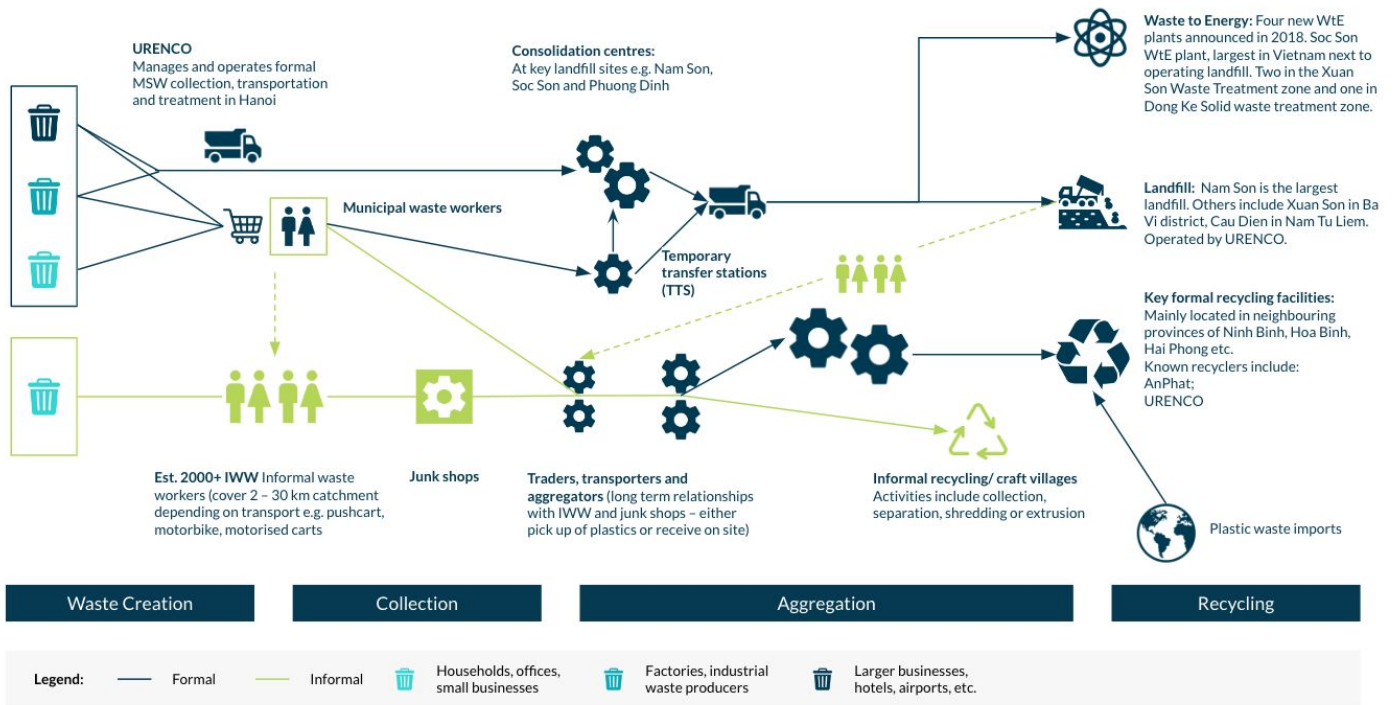 URENCO
Manages and operates formal
MSW collection, transportation
and treatment in Hanoi
Consolidation centres:
At key landfill sites e.g. Nam Son,
Soc Son and Phuong Dinh
Waste to Energy: Four new WtE
plants announced in 2018. Soc Son
WtE plant, largest in Vietnam next to
operating landfill. Two in the Xuan
Son Waste Treatment zone and one in
Dong Ke Solid waste treatment zone.
Municipal waste workers
Temporary
transfer stations
(TTS)
Landfill: Nam Son is the largest
landfill. Others include Xuan Son in Ba
Vi district, Cau Dien in Nam Tu Liem.
Operated by URENCO.
Key formal recycling facilities:
Mainly located in neighbouring
provinces of Ninh Binh, Hoa Binh,
Hai Phong etc.
Known recyclers include:
AnPhat;
URENCO
Est. 2000+ IWW Informal waste
workers (cover 2 – 30 km catchment
depending on transport e.g. pushcart,
motorbike, motorised carts
Junk shops
Traders, transporters and
aggregators (long term relationships
with IWW and junk shops – either
pick up of plastics or receive on site)
Informal recycling/ craft villages
Activities include collection,
separation, shredding or extrusion
Plastic waste imports
Waste Creation
Collection
Aggregation
Recycling
Legend:
Formal
Informal
Households, offices,
small businesses
Factories, industrial
waste producers
Larger businesses,
hotels, airports, etc.